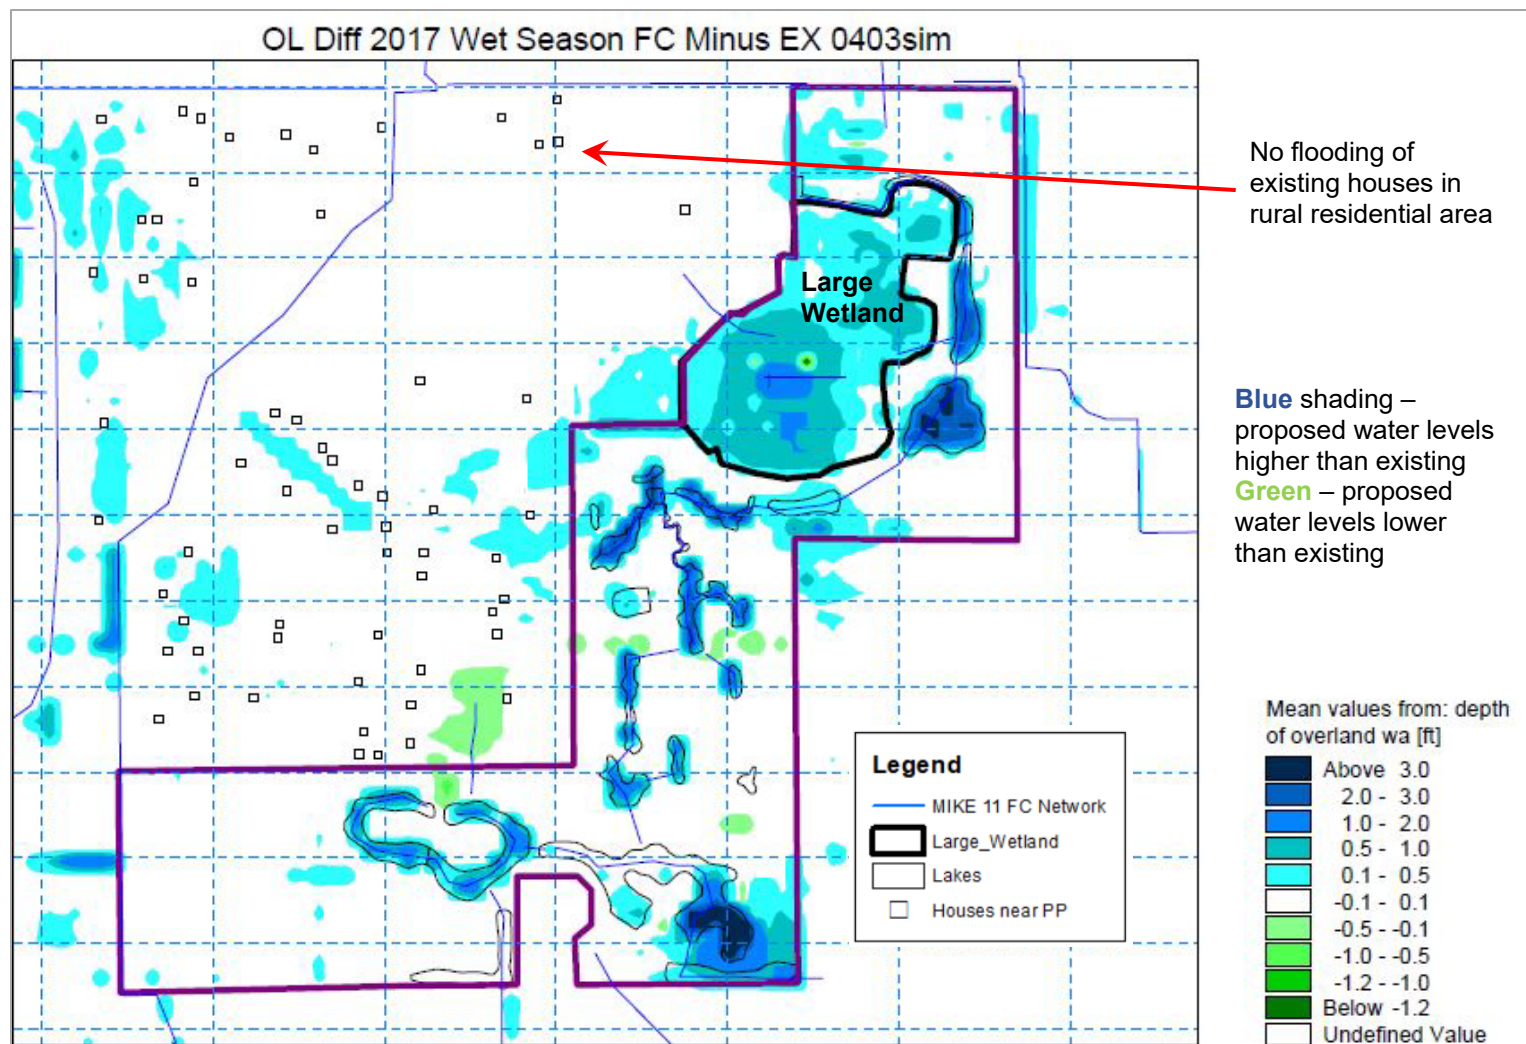 OL Diff 2017 Wet Season FC Minus EX 0403sim
No flooding of
existing houses in
rural residential area
Large
Wetland
Blue shading –
proposed water levels
higher than existing
Green – proposed
water levels lower
than existing
Legend
MIKE 11 FC Network
Large_Wetland
Lakes
Houses near PP
Mean values from: depth
of overland wa [ft]
Above 3.0
2.0 - 3.0
1.0 - 2.0
0.5 - 1.0
0.1 - 0.5
-0.1 - 0.1
-0.5 - -0.1
-1.0 - -0.5
-1.2 - -1.0
Below -1.2
Undefined Value